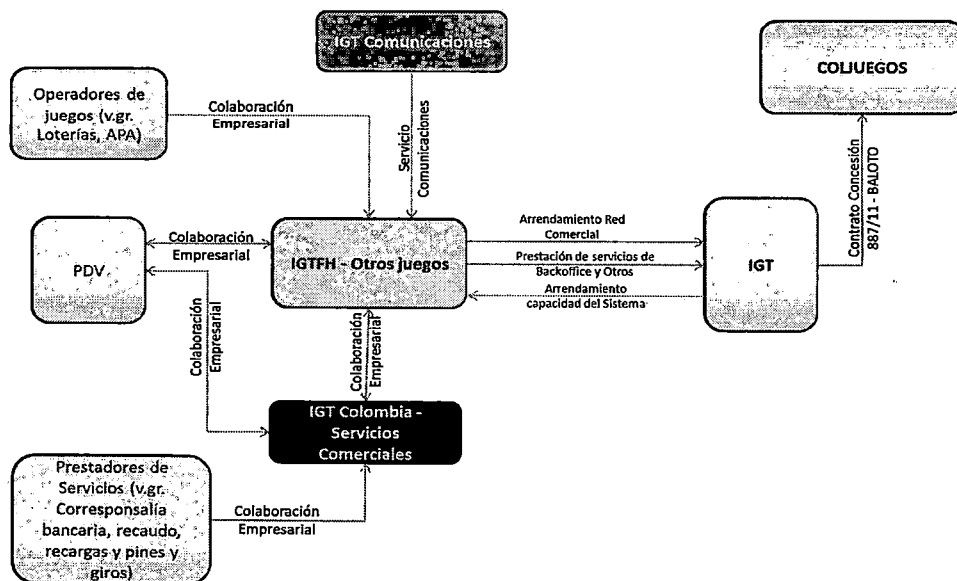 IGT Comunicaciones
COLJUEGOS
Operadores de
juegos (v.gr.
Loterías, APA)
Colaboración
Empresarial
Servicio
Comunicaciones
Contrato Concesión
887/11 - BALOTO
PDV
Colaboración
Empresarial
IGTFH - Otros juegos
Arrendamiento Red
Comercial
Prestación de servicios de
Backoffice y Otros
Arrendamiento
capacidad del Sistema
IGT
Colaboración
Empresarial
Colaboración
Empresarial
IGT Colombia -
Servicios
Comerciales
Prestadores de
Servicios (v.gr.
Corresponsalía
bancaria, recaudo,
recargas y pines y
giros)
Colaboración
Empresarial